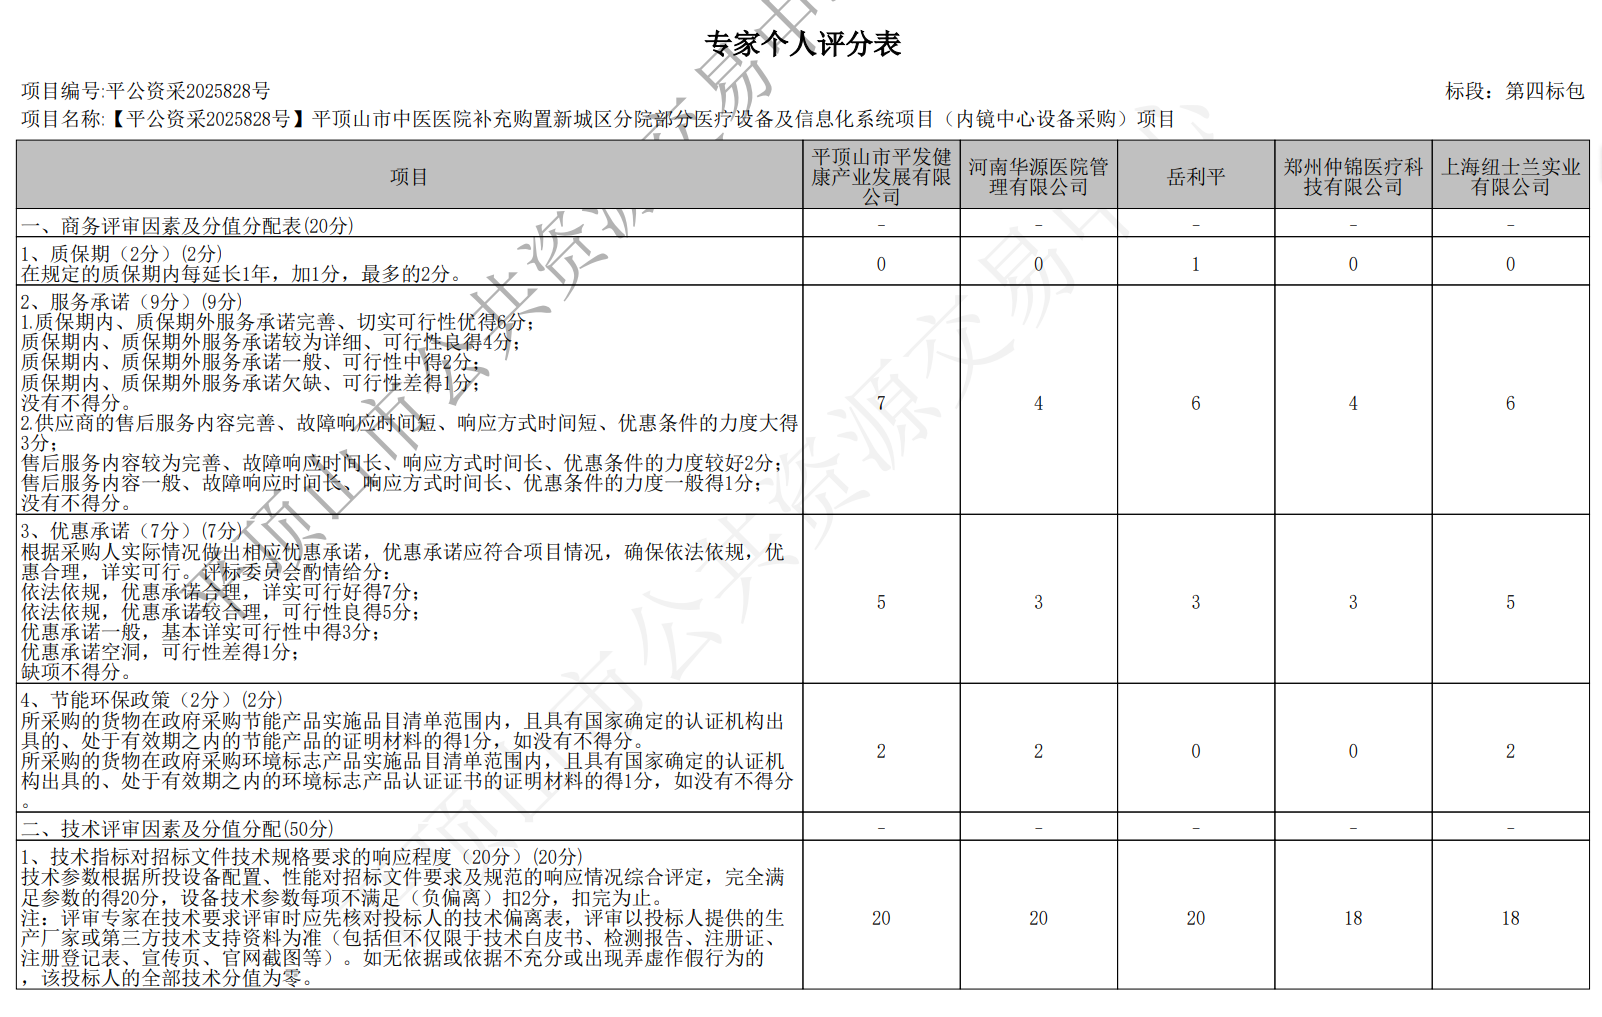 专家个人评分表
项目编号:平公资采2025828号
标段：第四标包
项目名称:【平公资采2025828号】平顶山市中医医院补充购置新城区分院部分医疗设备及信息化系统项目（内镜中心设备采购）项目
项目
平顶山市平发健
康产业发展有限
公司
河南华源医院管
理有限公司
岳利平
郑州仲锦医疗科
技有限公司
上海纽士兰实业
有限公司
一、商务评审因素及分值分配表(20分)
- - - - -
1、质保期（2分）(2分)
在规定的质保期内每延长1年，加1分，最多的2分。
0 0 1 0 0
2、服务承诺（9分）(9分)
1.质保期内、质保期外服务承诺完善、切实可行性优得6分；
质保期内、质保期外服务承诺较为详细、可行性良得4分；
质保期内、质保期外服务承诺一般、可行性中得2分；
质保期内、质保期外服务承诺欠缺、可行性差得1分；
没有不得分。
2.供应商的售后服务内容完善、故障响应时间短、响应方式时间短、优惠条件的力度大得
3分；
售后服务内容较为完善、故障响应时间长、响应方式时间长、优惠条件的力度较好2分；
售后服务内容一般、故障响应时间长、响应方式时间长、优惠条件的力度一般得1分；
没有不得分。
7 4 6 4 6
3、优惠承诺（7分）(7分)
根据采购人实际情况做出相应优惠承诺，优惠承诺应符合项目情况，确保依法依规，优
惠合理，详实可行。评标委员会酌情给分：
依法依规，优惠承诺合理，详实可行好得7分；
依法依规，优惠承诺较合理，可行性良得5分；
优惠承诺一般，基本详实可行性中得3分；
优惠承诺空洞，可行性差得1分；
缺项不得分。
5 3 3 3 5
4、节能环保政策（2分）(2分)
所采购的货物在政府采购节能产品实施品目清单范围内，且具有国家确定的认证机构出
具的、处于有效期之内的节能产品的证明材料的得1分，如没有不得分。
所采购的货物在政府采购环境标志产品实施品目清单范围内，且具有国家确定的认证机
构出具的、处于有效期之内的环境标志产品认证证书的证明材料的得1分，如没有不得分
。
2 2 0 0 2
二、技术评审因素及分值分配(50分)
- - - - -
1、技术指标对招标文件技术规格要求的响应程度（20分）(20分)
技术参数根据所投设备配置、性能对招标文件要求及规范的响应情况综合评定，完全满
足参数的得20分，设备技术参数每项不满足（负偏离）扣2分，扣完为止。
注：评审专家在技术要求评审时应先核对投标人的技术偏离表，评审以投标人提供的生
产厂家或第三方技术支持资料为准（包括但不仅限于技术白皮书、检测报告、注册证、
注册登记表、宣传页、官网截图等）。如无依据或依据不充分或出现弄虚作假行为的
，该投标人的全部技术分值为零。
20 20 20 18 18
平顶山市公共资源交易中
顶山市公共资源交易中心